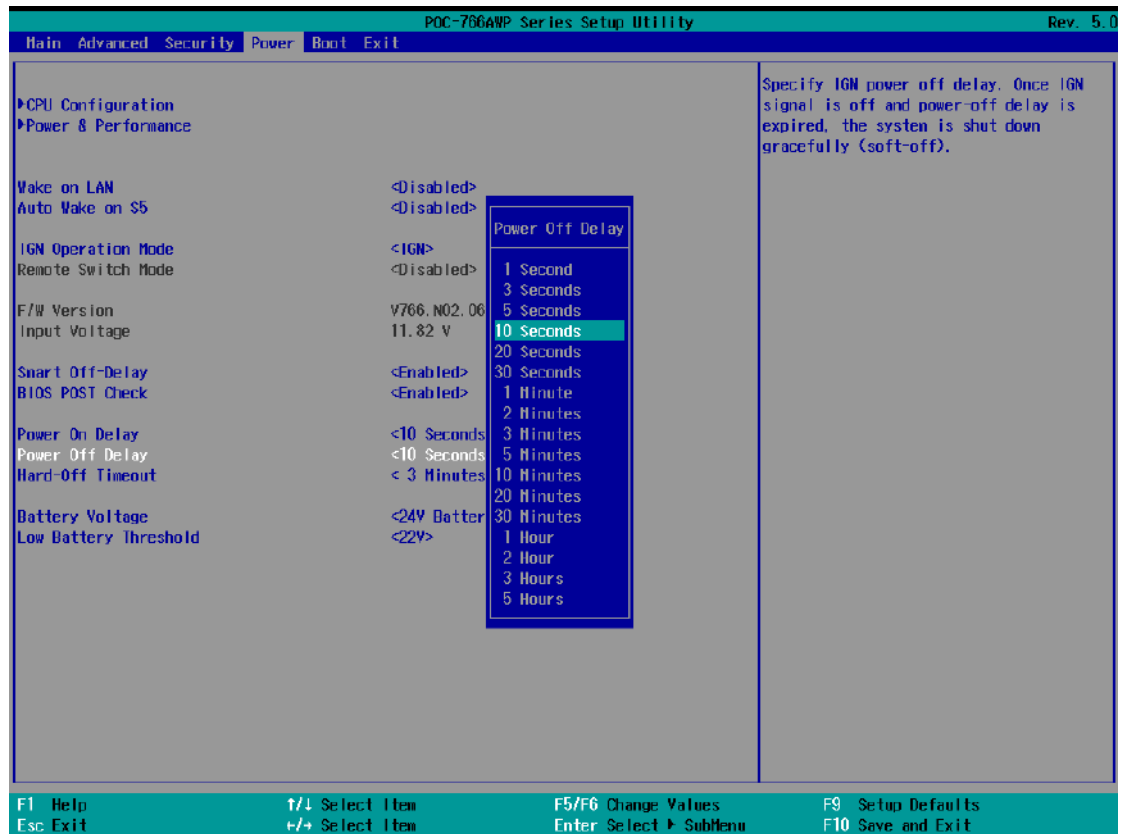 POC-766AWP Series Setup Utility Rev. 5.0
Main Advanced Security Power Boot Exit
▶CPU Configuration
▶Power & Performance
Wake on LAN <Disabled>
Auto Wake on S5 <Disabled>
IGN Operation Mode <IGN>
Remote Switch Mode <Disabled>
F/W Version V766.N02.06
Input Voltage 11.82 V
Smart Off-Delay <Enabled>
BIOS POST Check <Enabled>
Power On Delay <10 Seconds
Power Off Delay <10 Seconds
Hard-Off Timeout < 3 Minutes
Battery Voltage <24V Batter
Low Battery Threshold <22V>
Power Off Delay
1 Second
3 Seconds
5 Seconds
10 Seconds
20 Seconds
30 Seconds
1 Minute
2 Minutes
3 Minutes
5 Minutes
10 Minutes
20 Minutes
30 Minutes
1 Hour
2 Hour
3 Hours
5 Hours
Specify IGN power off delay. Once IGN
signal is off and power-off delay is
expired, the system is shut down
gracefully (soft-off).
F1 Help ↑/↓ Select Item F5/F6 Change Values F9 Setup Defaults
Esc Exit ←/→ Select Item Enter Select ▶ SubMenu F10 Save and Exit